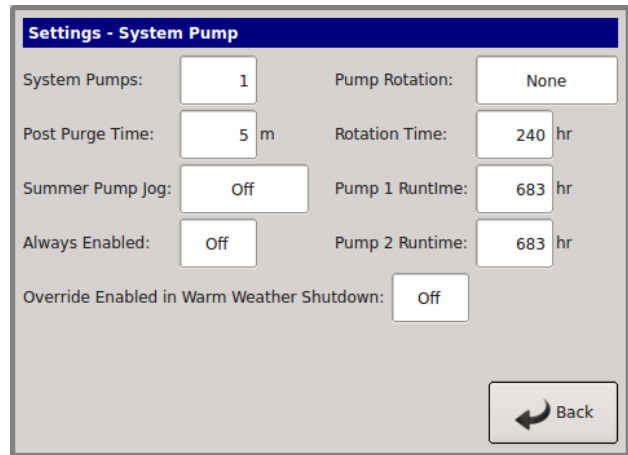 Settings - System Pump
System Pumps: 1 Pump Rotation: None
Post Purge Time: 5 m Rotation Time: 240 hr
Summer Pump Jog: Off Pump 1 RuntIme: 683 hr
Always Enabled: Off Pump 2 Runtime: 683 hr
Override Enabled in Warm Weather Shutdown: Off
Back